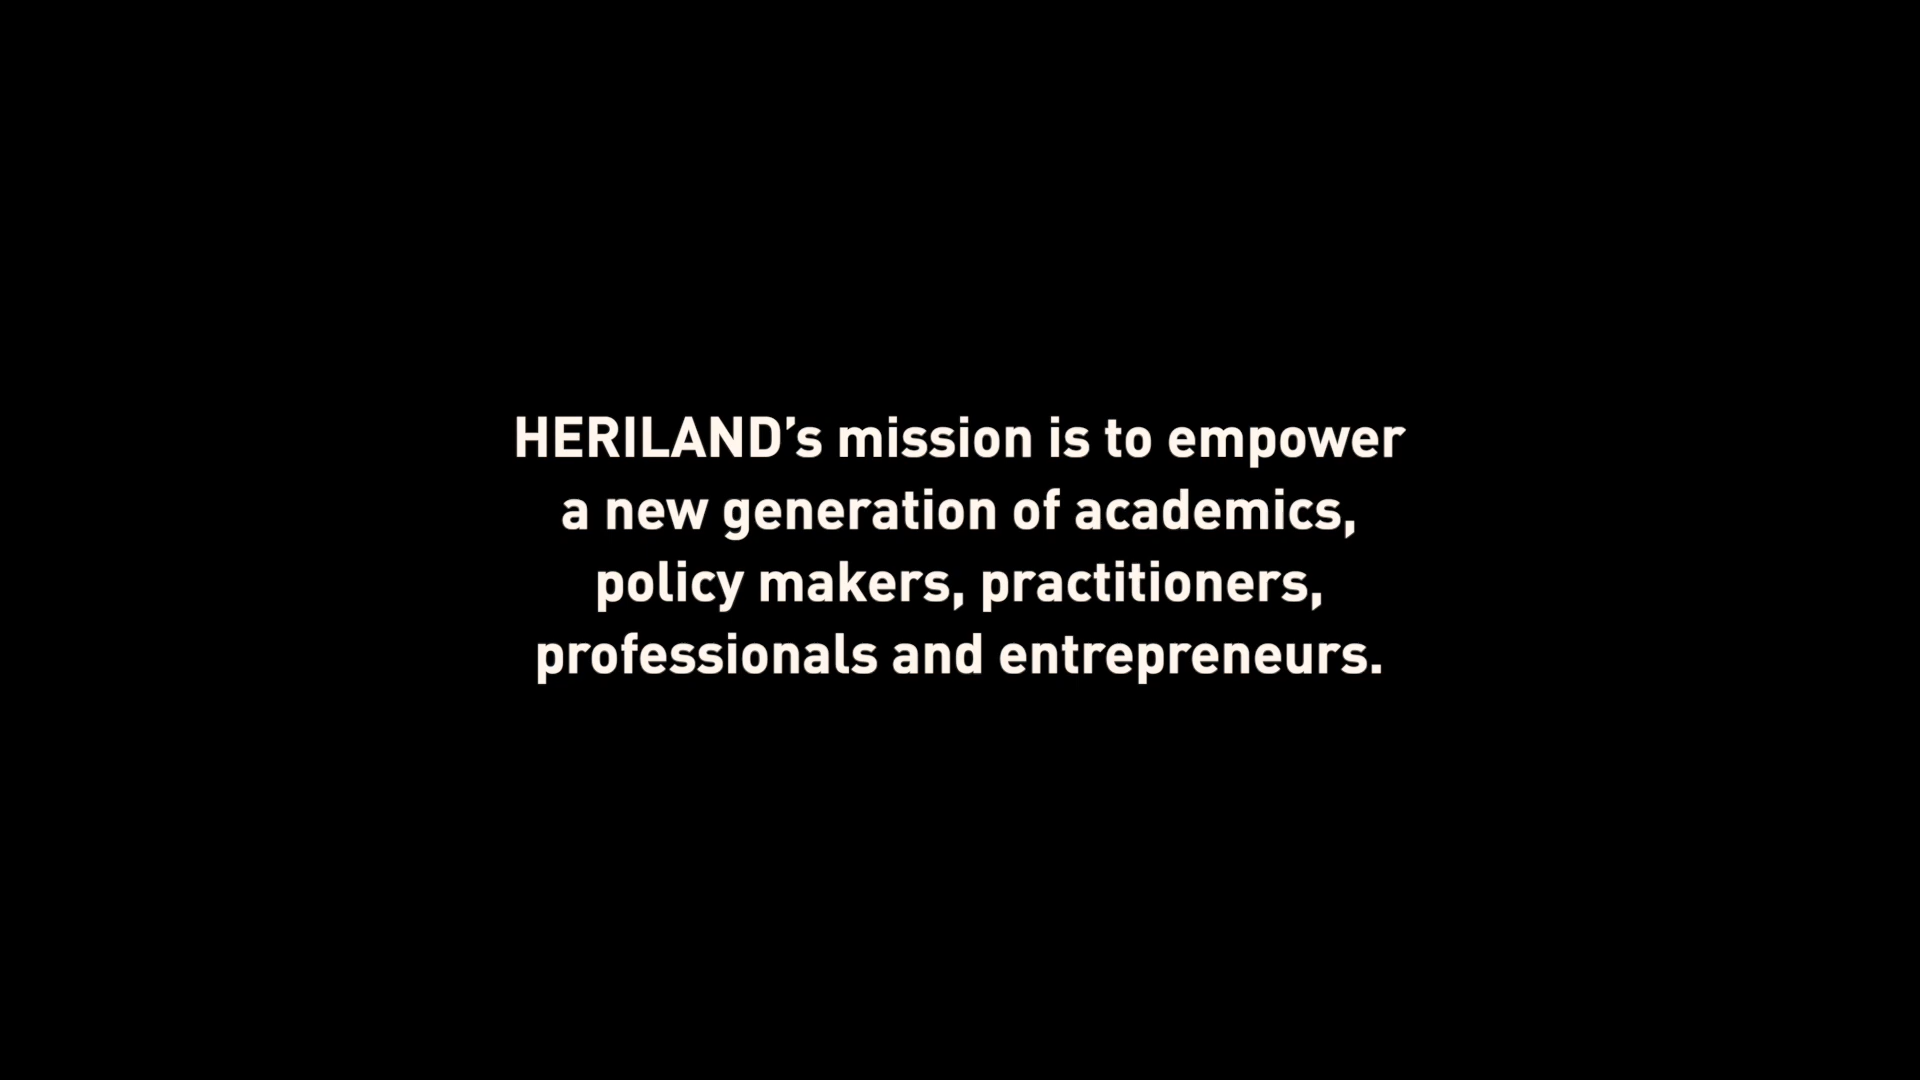 HERILAND’s mission is to empower
a new generation of academics,
policy makers, practitioners,
professionals and entrepreneurs.